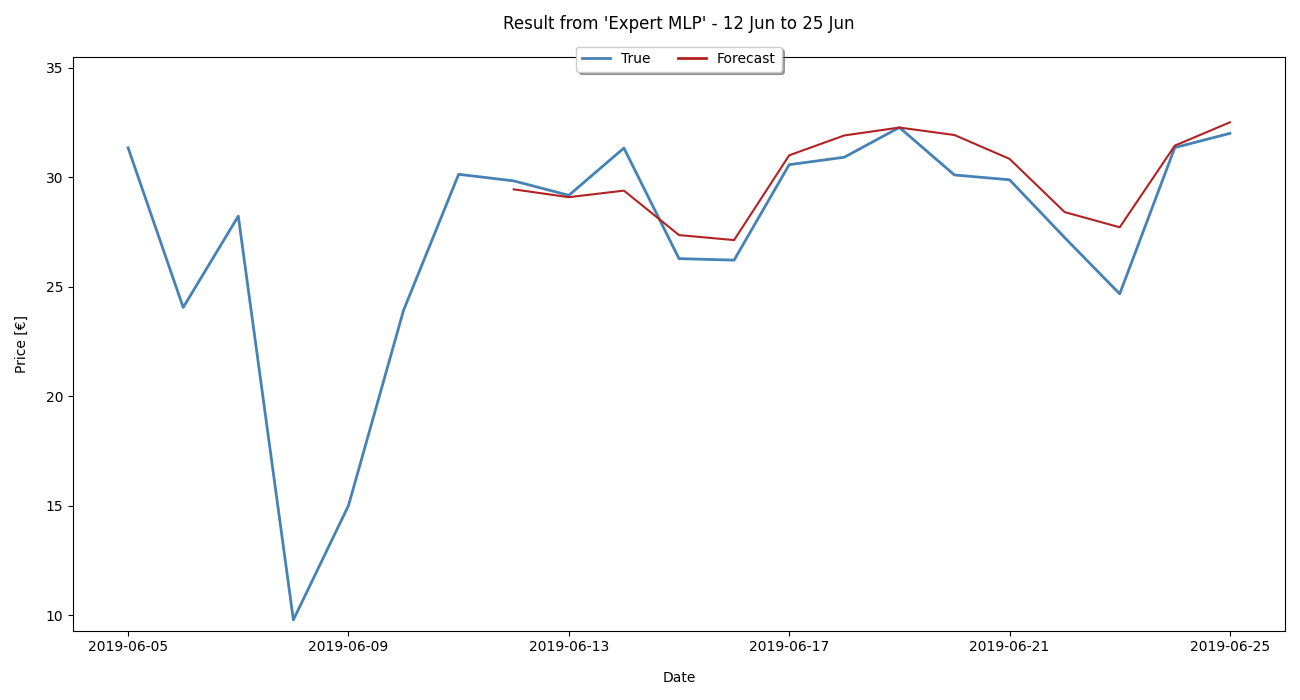 Result from 'Expert MLP' - 12 Jun to 25 Jun
True Forecast
35
30
25
20
15
10
Price [€]
2019-06-05 2019-06-09 2019-06-13 2019-06-17 2019-06-21 2019-06-25
Date